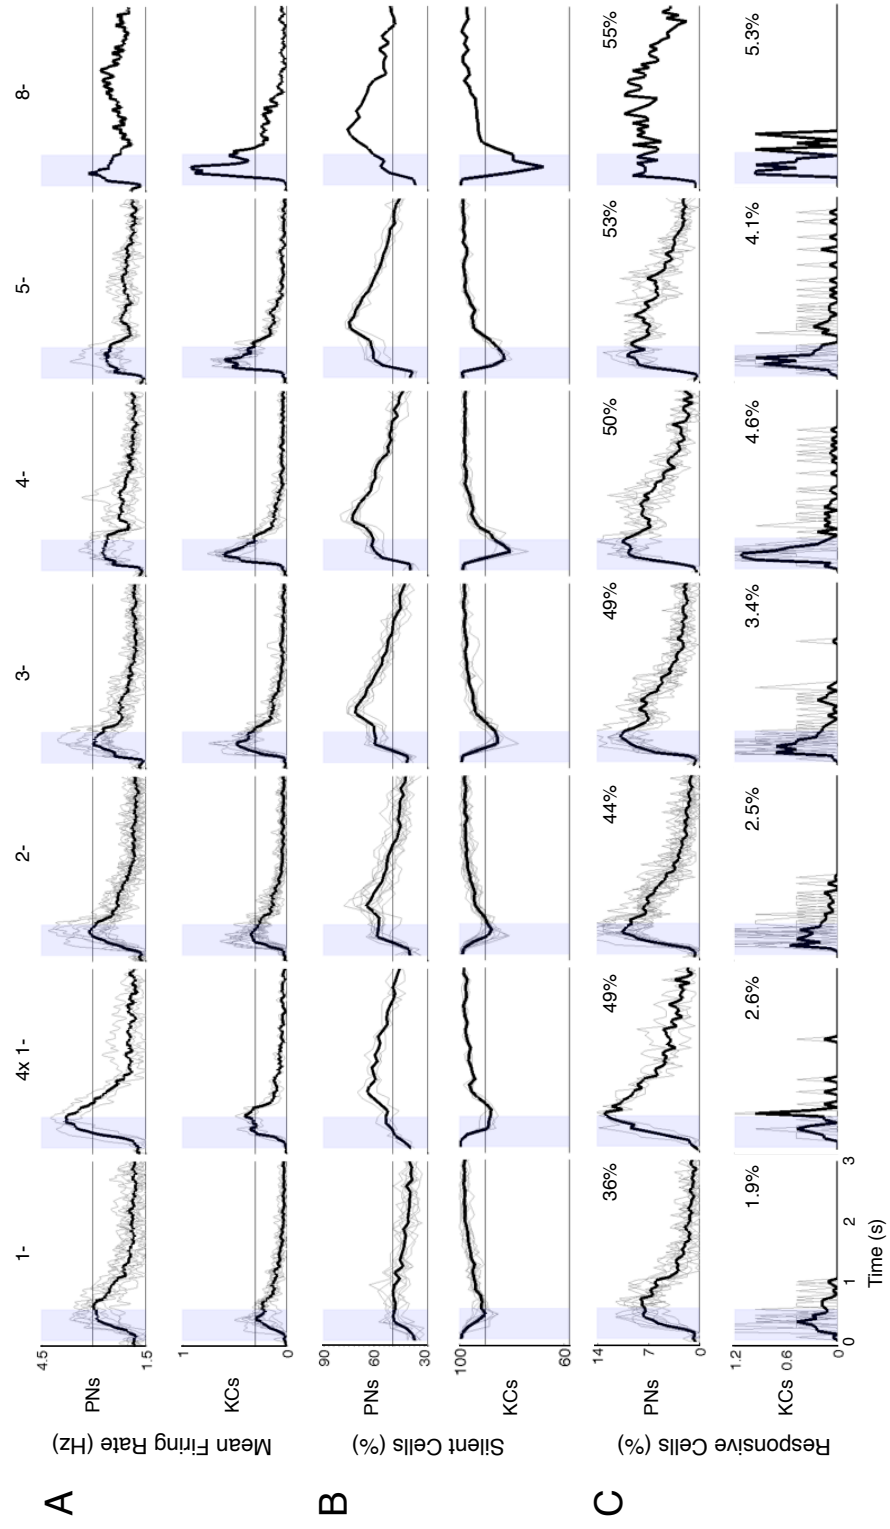 1-
4x 1-
2-
3-
4-
5-
8-
A
Mean Firing Rate (Hz)
PNs
4.5
1.5
KCs
1
0
B
Silent Cells (%)
PNs
90
60
30
KCs
100
60
C
Responsive Cells (%)
PNs
14
7
0
36%
49%
44%
49%
50%
53%
55%
KCs
1.2
0.6
0
1.9%
2.6%
2.5%
3.4%
4.6%
4.1%
5.3%
0
1
2
3
Time (s)